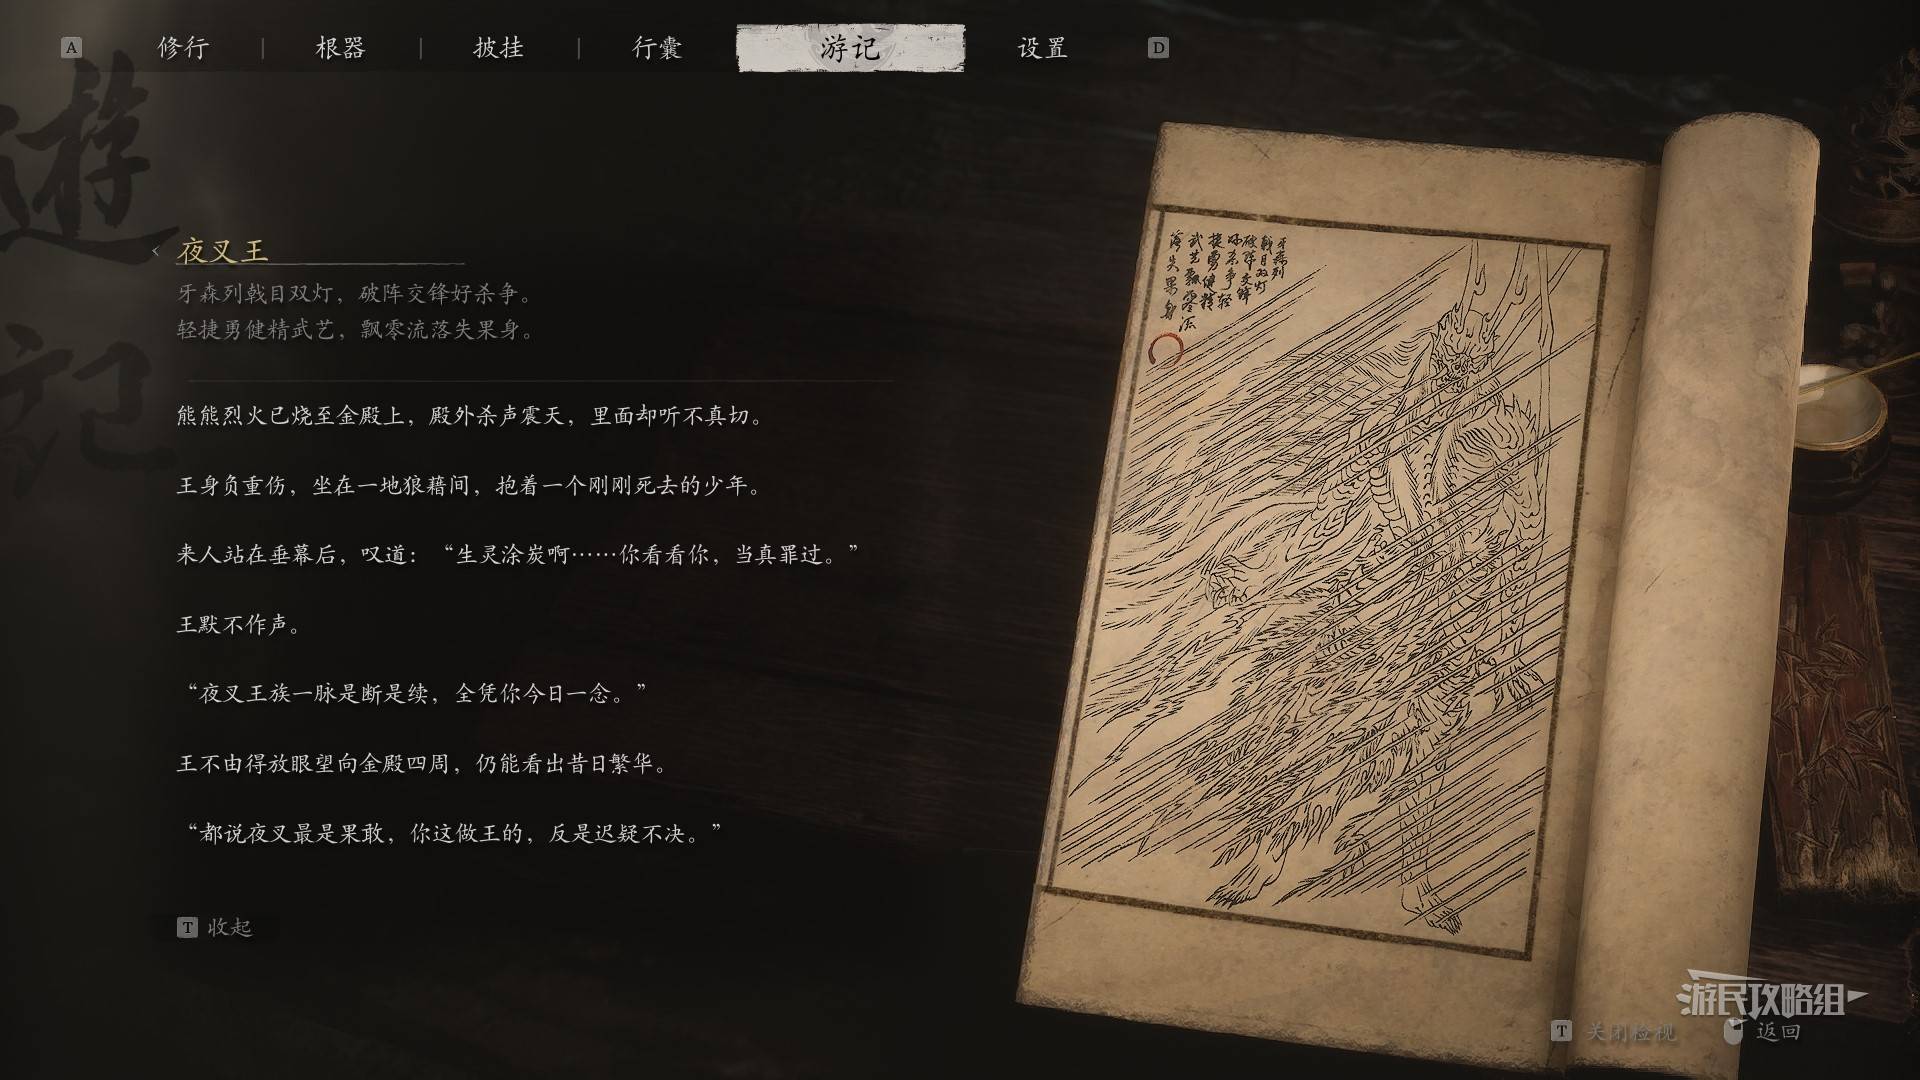 A 修行 | 根器 | 披挂 | 行囊 游记 设置 D
遊記
夜叉王
牙森列戟目双灯，破阵交锋好杀争。
轻捷勇健精武艺，飘零流落失果身。
熊熊烈火已烧至金殿上，殿外杀声震天，里面却听不真切。
王身负重伤，坐在一地狼藉间，抱着一个刚刚死去的少年。
来人站在垂幕后，叹道：“生灵涂炭啊……你看看你，当真罪过。”
王默不作声。
“夜叉王族一脉是断是续，全凭你今日一念。”
王不由得放眼望向金殿四周，仍能看出昔日繁华。
“都说夜叉最是果敢，你这做王的，反是迟疑不决。”
T 收起
牙森列
戟目双灯
破阵交锋
好杀争轻
捷勇健精
武艺飘零流
落失果身
游民攻略组
T 关闭检视 返回